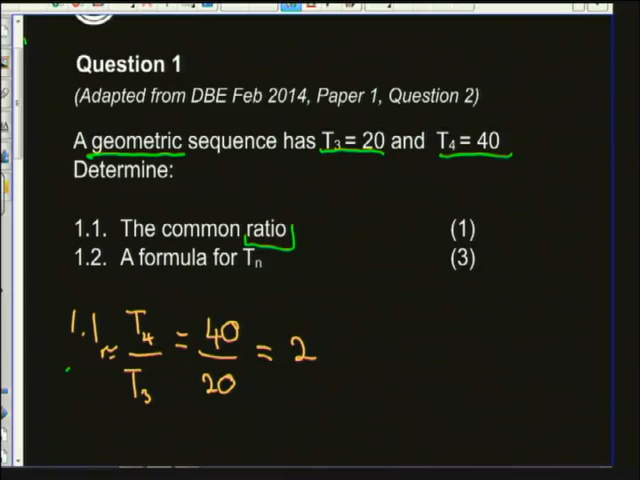 Question 1
(Adapted from DBE Feb 2014, Paper 1, Question 2)
A geometric sequence has T₃ = 20 and T₄ = 40
Determine:
1.1. The common ratio (1)
1.2. A formula for Tₙ (3)
1.1 r = T₄/T₃ = 40/20 = 2